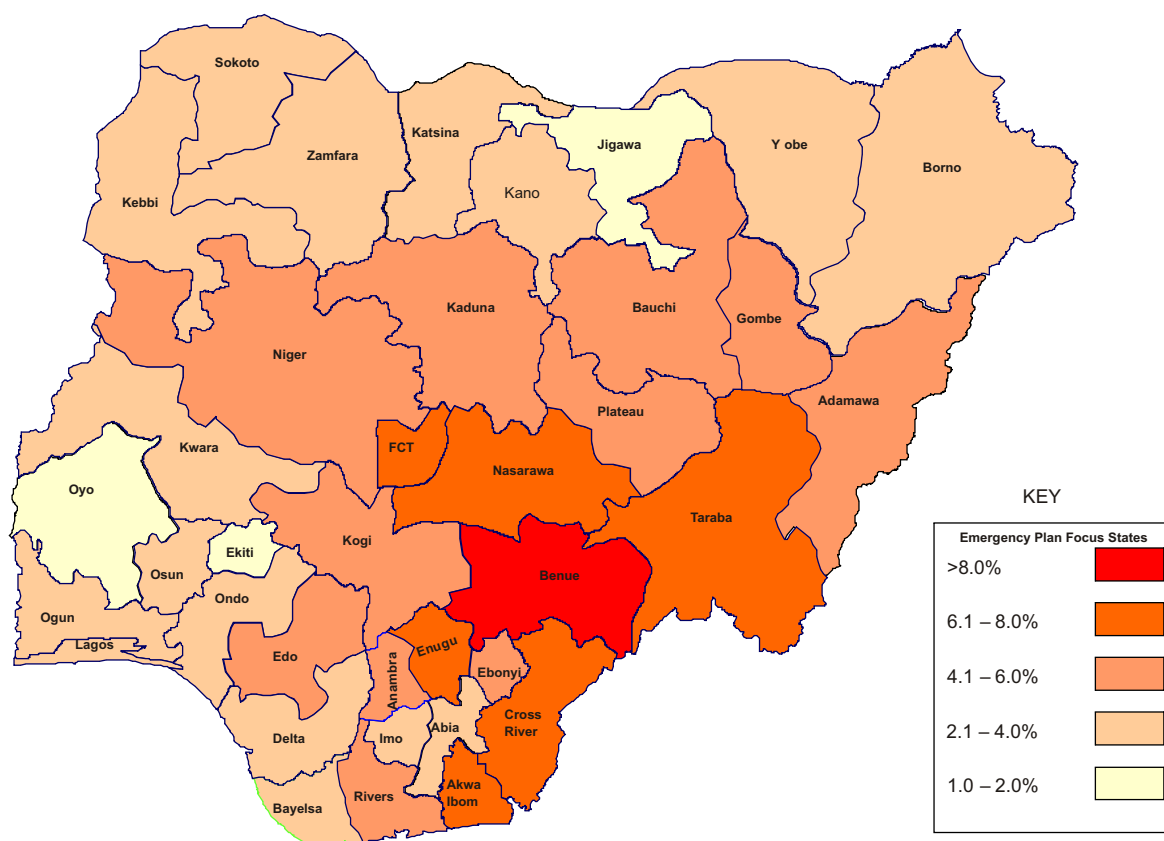 Sokoto
Katsina
Jigawa
Y obe
Borno
Zamfara
Kebbi
Kano
Kaduna
Bauchi
Gombe
Niger
Adamawa
Plateau
Kwara
FCT
Nasarawa
Oyo
Taraba
Kogi
Ekiti
Osun
Benue
Ondo
Ogun
Lagos
Edo
Anambra
Enugu
Ebonyi
Cross
River
Delta
Imo
Abia
Akwa
Ibom
Rivers
Bayelsa
KEY
Emergency Plan Focus States
>8.0%
6.1 – 8.0%
4.1 – 6.0%
2.1 – 4.0%
1.0 – 2.0%